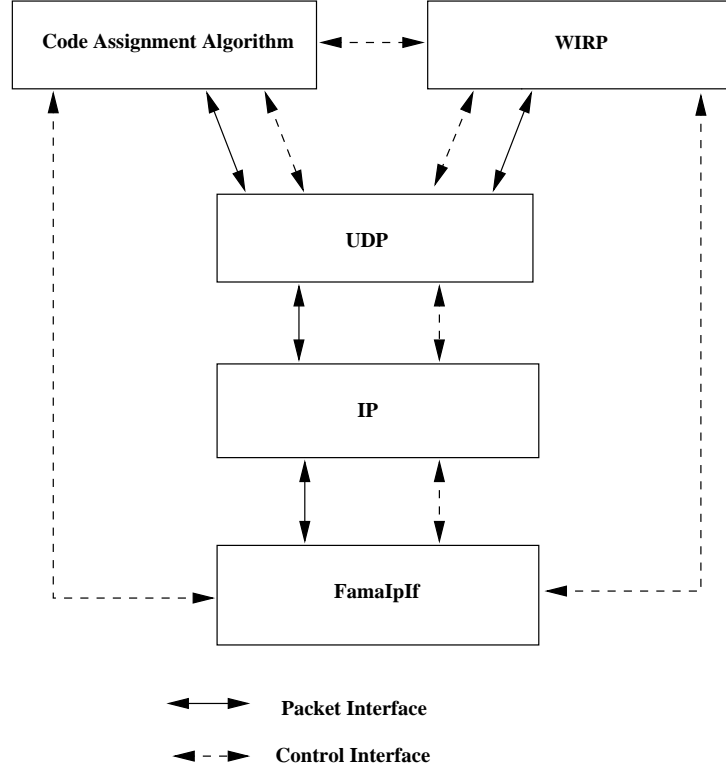 Code Assignment Algorithm
WIRP
UDP
IP
FamaIpIf
Packet Interface
Control Interface